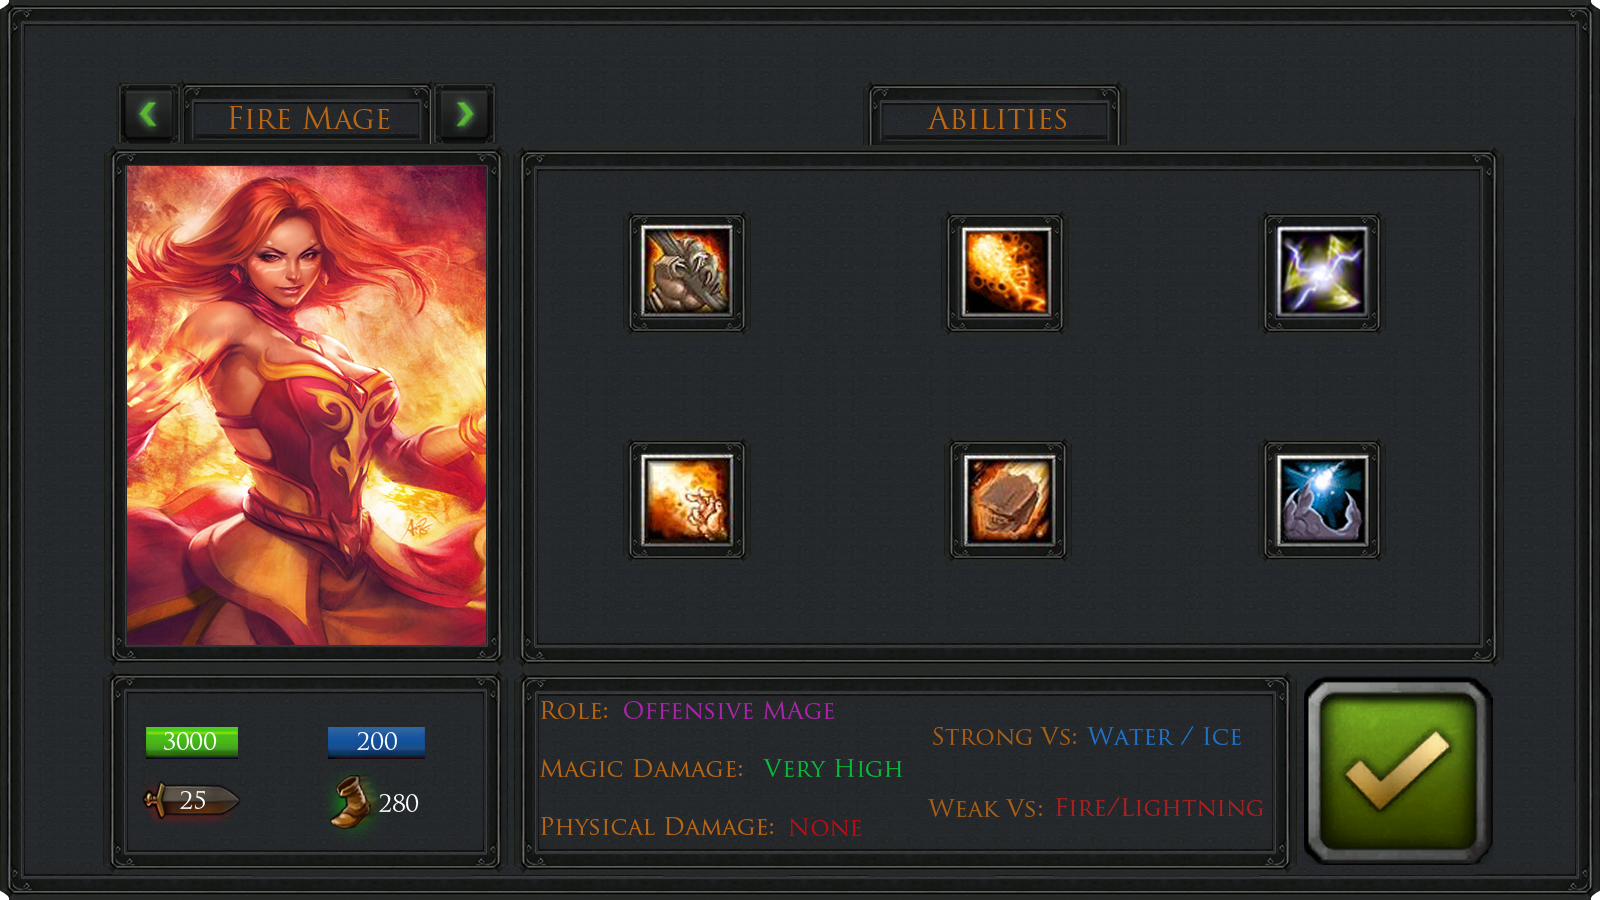 Fire Mage
Abilities
3000
200
25
280
Role: Offensive MAge
Magic Damage: Very High
Physical Damage: None
Strong Vs: Water / Ice
Weak Vs: Fire/Lightning